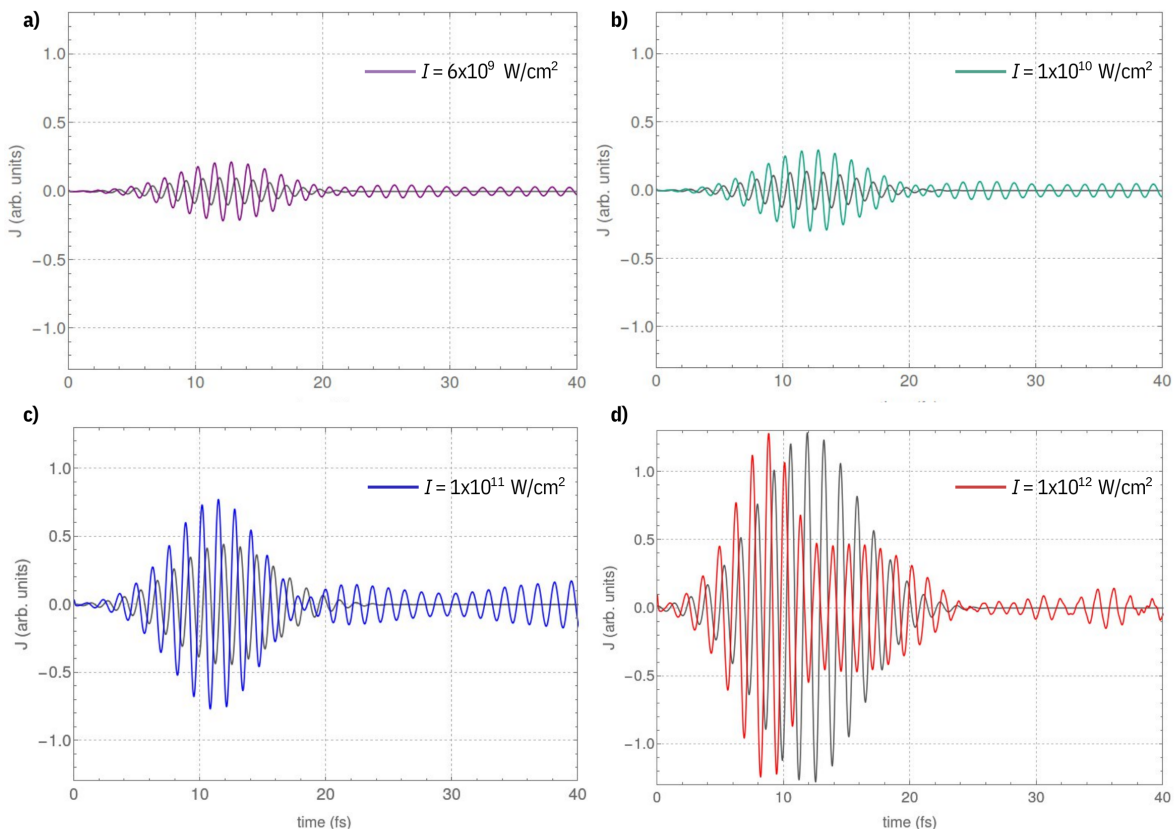 a)
I = 6x10⁹ W/cm²
1.0
0.5
0.0
−0.5
−1.0
J (arb. units)
0 10 20 30 40
time (fs)
b)
I = 1x10¹⁰ W/cm²
1.0
0.5
0.0
−0.5
−1.0
J (arb. units)
0 10 20 30 40
c)
I = 1x10¹¹ W/cm²
1.0
0.5
0.0
−0.5
−1.0
J (arb. units)
0 10 20 30 40
time (fs)
d)
I = 1x10¹² W/cm²
1.0
0.5
0.0
−0.5
−1.0
J (arb. units)
0 10 20 30 40
time (fs)